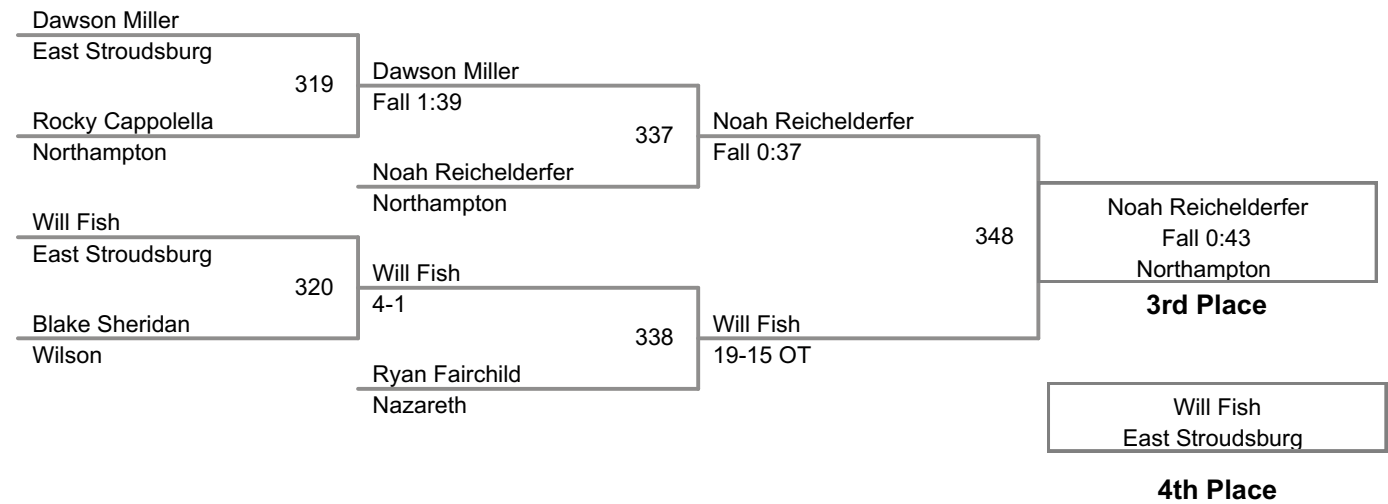 Dawson Miller
East Stroudsburg
319
Rocky Cappolella
Northampton
Will Fish
East Stroudsburg
320
Blake Sheridan
Wilson
Dawson Miller
Fall 1:39
337
Noah Reichelderfer
Northampton
Will Fish
4-1
338
Ryan Fairchild
Nazareth
Noah Reichelderfer
Fall 0:37
348
Will Fish
19-15 OT
Noah Reichelderfer
Fall 0:43
Northampton
3rd Place
Will Fish
East Stroudsburg
4th Place